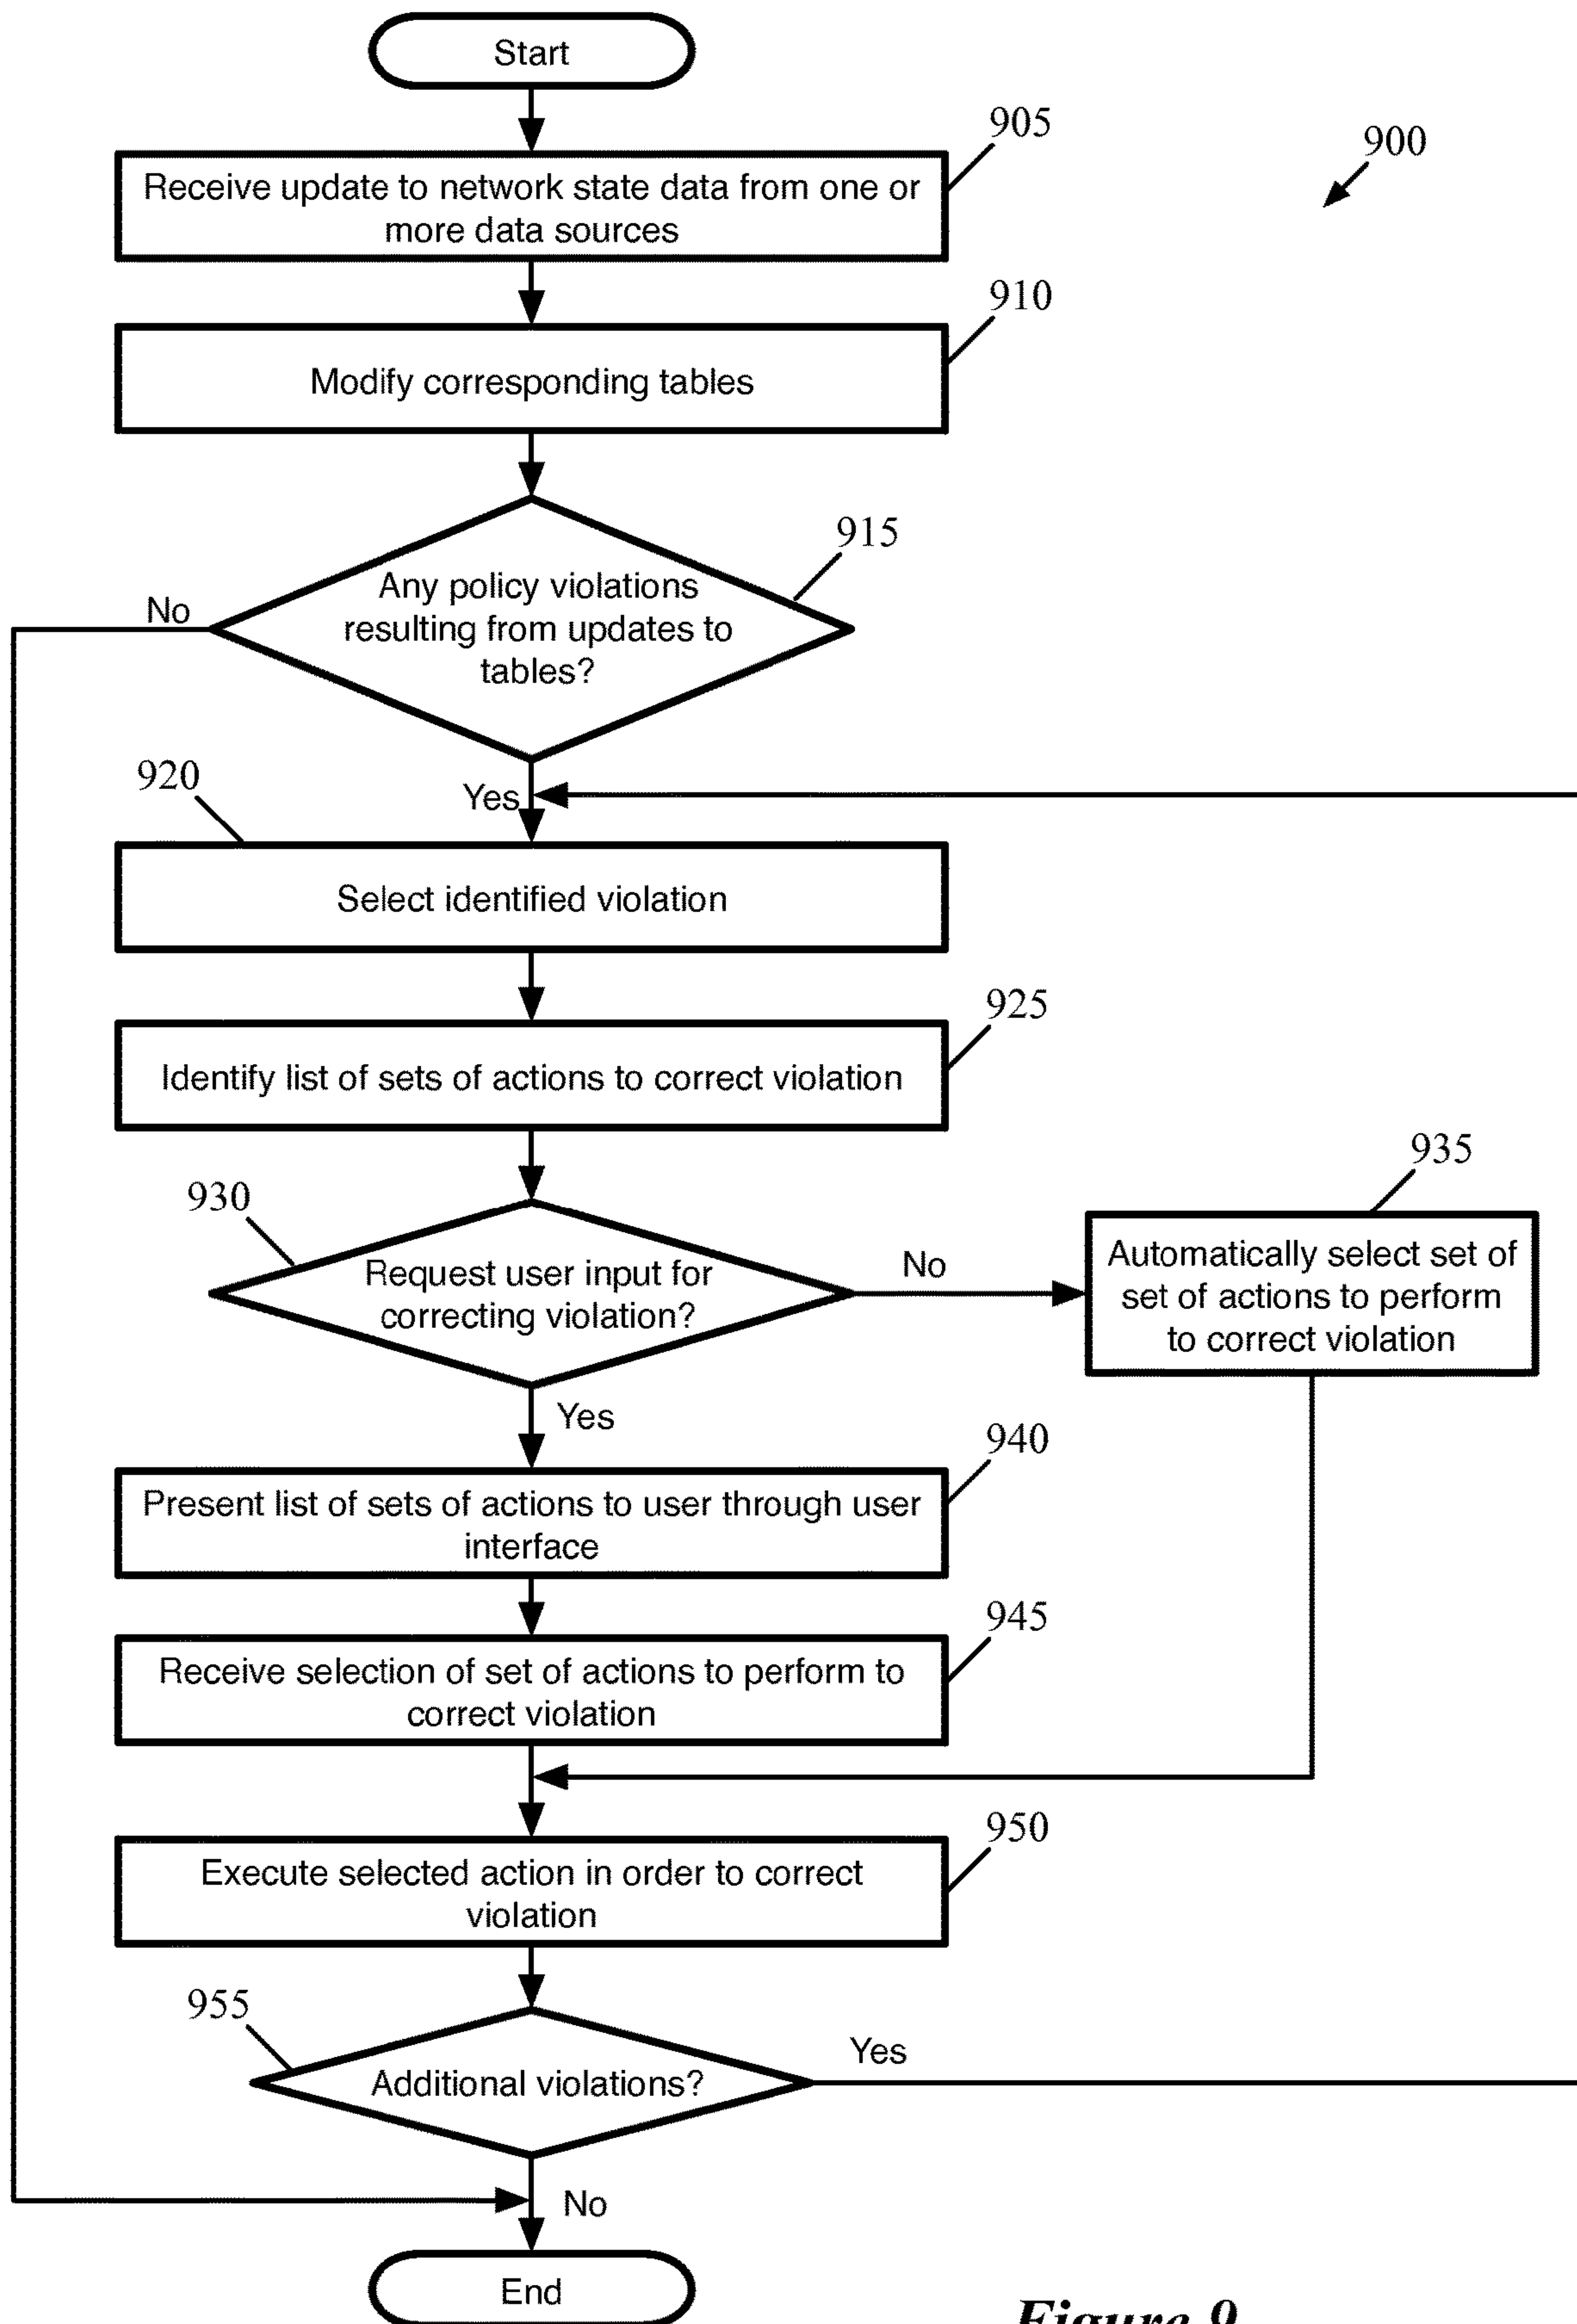 Start
905
900
Receive update to network state data from one or
more data sources
910
Modify corresponding tables
915
Any policy violations
resulting from updates to
tables?
No
920
Yes
Select identified violation
925
Identify list of sets of actions to correct violation
935
930
Request user input for
correcting violation?
No
Automatically select set of
set of actions to perform
to correct violation
Yes
940
Present list of sets of actions to user through user
interface
945
Receive selection of set of actions to perform to
correct violation
950
Execute selected action in order to correct
violation
955
Additional violations?
Yes
No
End
Figure 9